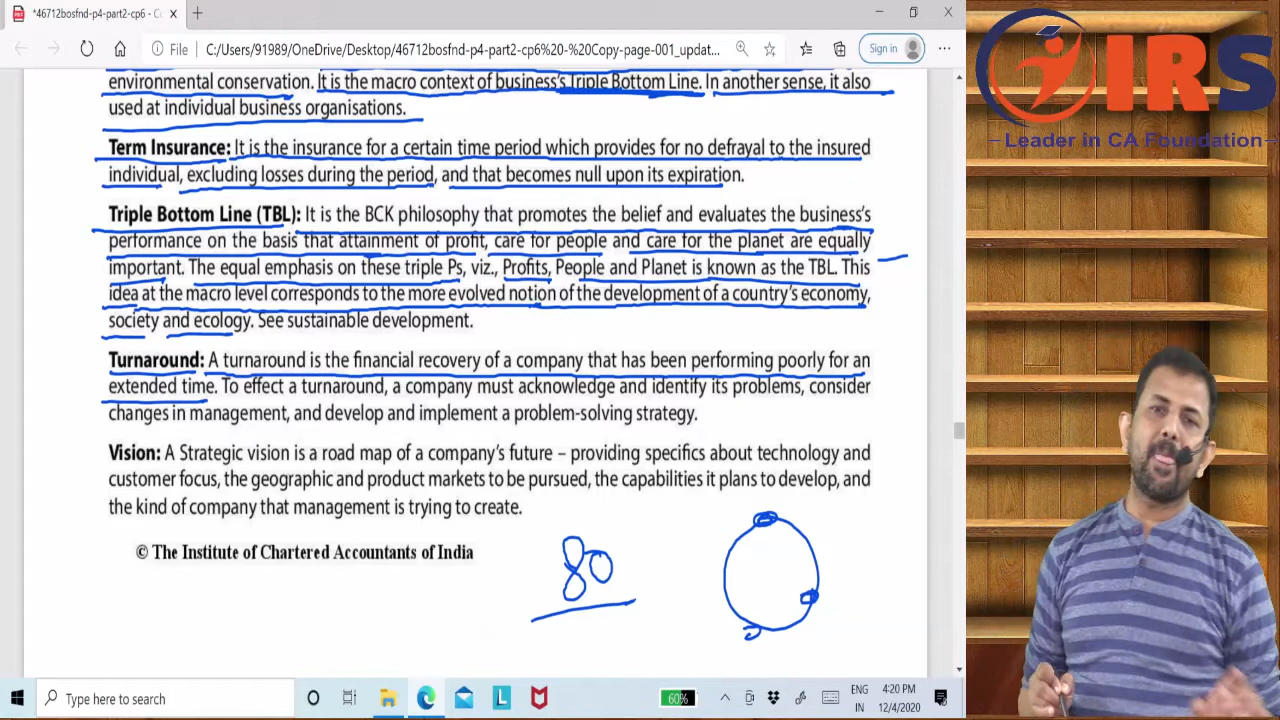 *46712bosfnd-p4-part2-cp6 - C
File
C:/Users/91989/OneDrive/Desktop/46712bosfnd-p4-part2-cp6%20-%20Copy-page-001_updat...
Sign in
environmental conservation. It is the macro context of business's Triple Bottom Line. In another sense, it also
used at individual business organisations.
Term Insurance: It is the insurance for a certain time period which provides for no defrayal to the insured
individual, excluding losses during the period, and that becomes null upon its expiration.
Triple Bottom Line (TBL): It is the BCK philosophy that promotes the belief and evaluates the business's
performance on the basis that attainment of profit, care for people and care for the planet are equally
important. The equal emphasis on these triple Ps, viz., Profits, People and Planet is known as the TBL. This
idea at the macro level corresponds to the more evolved notion of the development of a country's economy,
society and ecology. See sustainable development.
Turnaround: A turnaround is the financial recovery of a company that has been performing poorly for an
extended time. To effect a turnaround, a company must acknowledge and identify its problems, consider
changes in management, and develop and implement a problem-solving strategy.
Vision: A Strategic vision is a road map of a company's future – providing specifics about technology and
customer focus, the geographic and product markets to be pursued, the capabilities it plans to develop, and
the kind of company that management is trying to create.
© The Institute of Chartered Accountants of India
80
IRS
Leader in CA Foundation
Type here to search
L
60%
ENG
IN
4:20 PM
12/4/2020